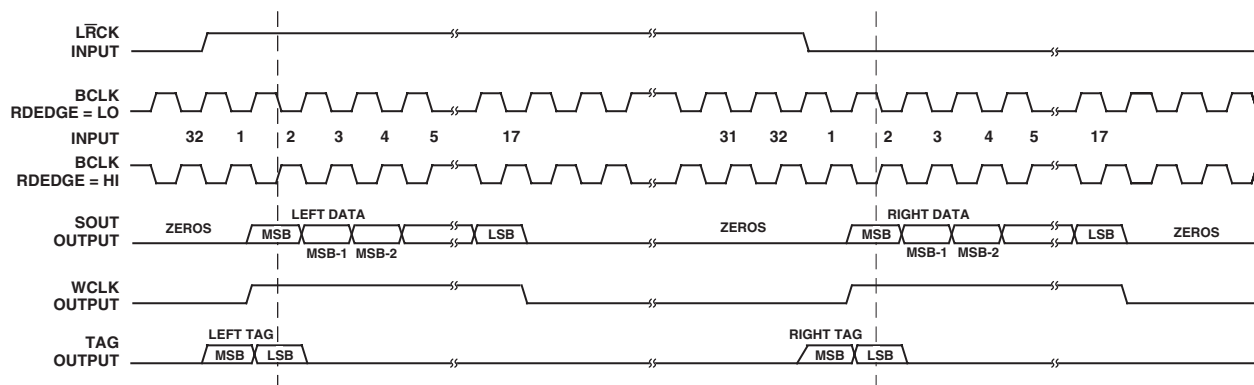 LRCK
INPUT
BCLK
RDEDGE = LO
INPUT
32 1 2 3 4 5 17 31 32 1 2 3 4 5 17
BCLK
RDEDGE = HI
LEFT DATA RIGHT DATA
SOUT
OUTPUT
ZEROS MSB LSB ZEROS MSB LSB ZEROS
MSB-1 MSB-2 MSB-1 MSB-2
WCLK
OUTPUT
LEFT TAG RIGHT TAG
TAG
OUTPUT
MSB LSB MSB LSB